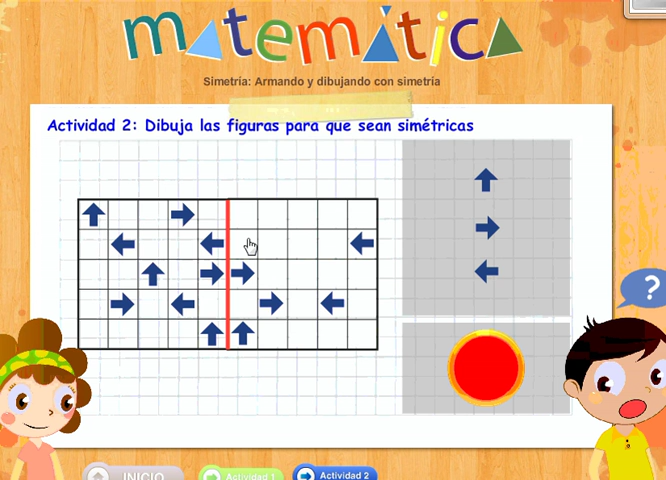 matemática
Simetría: Armando y dibujando con simetría
Actividad 2: Dibuja las figuras para que sean simétricas
?
INICIO
Actividad 1
Actividad 2